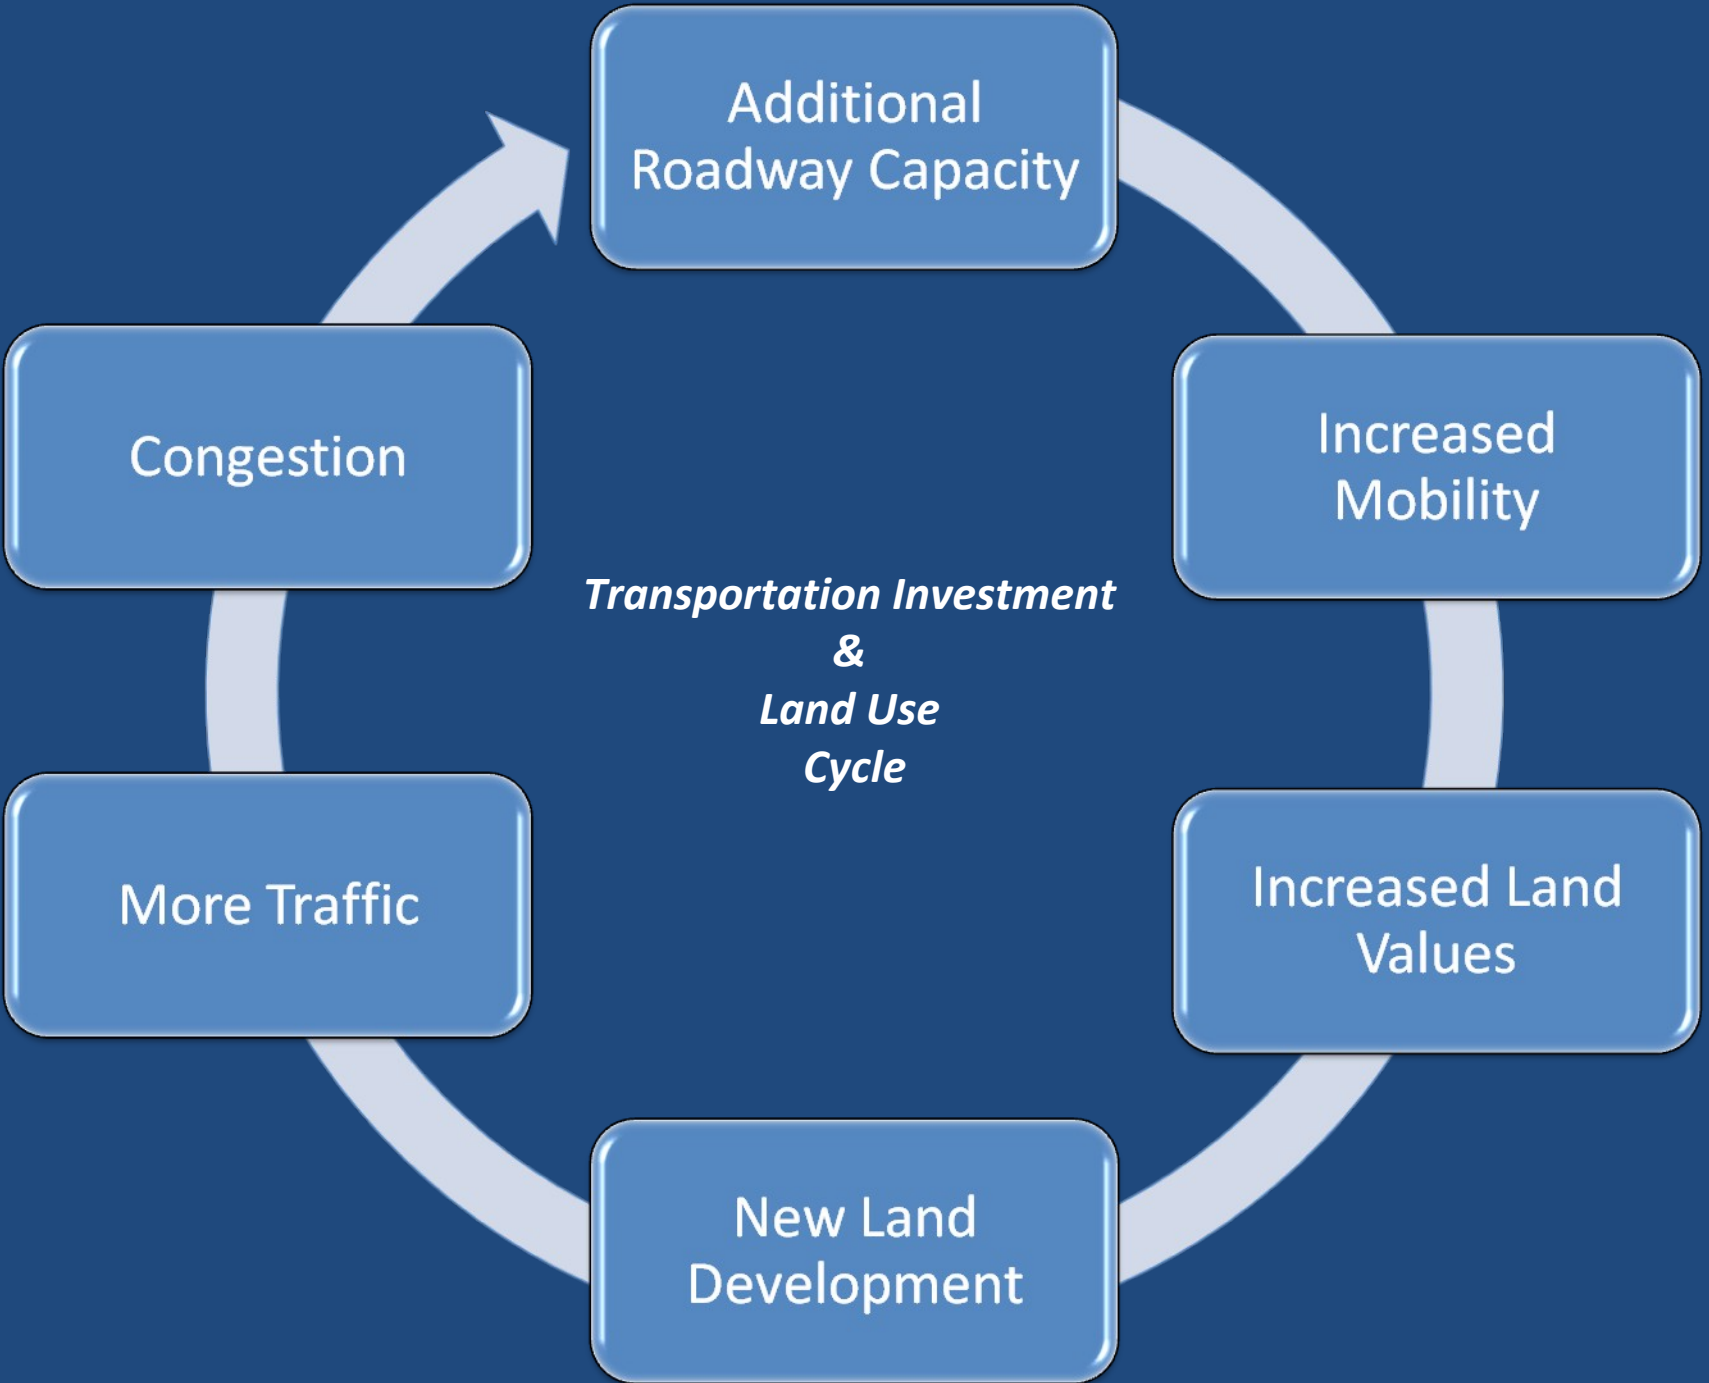 Additional
Roadway Capacity
Increased
Mobility
Increased Land
Values
New Land
Development
More Traffic
Congestion
Transportation Investment
&
Land Use
Cycle